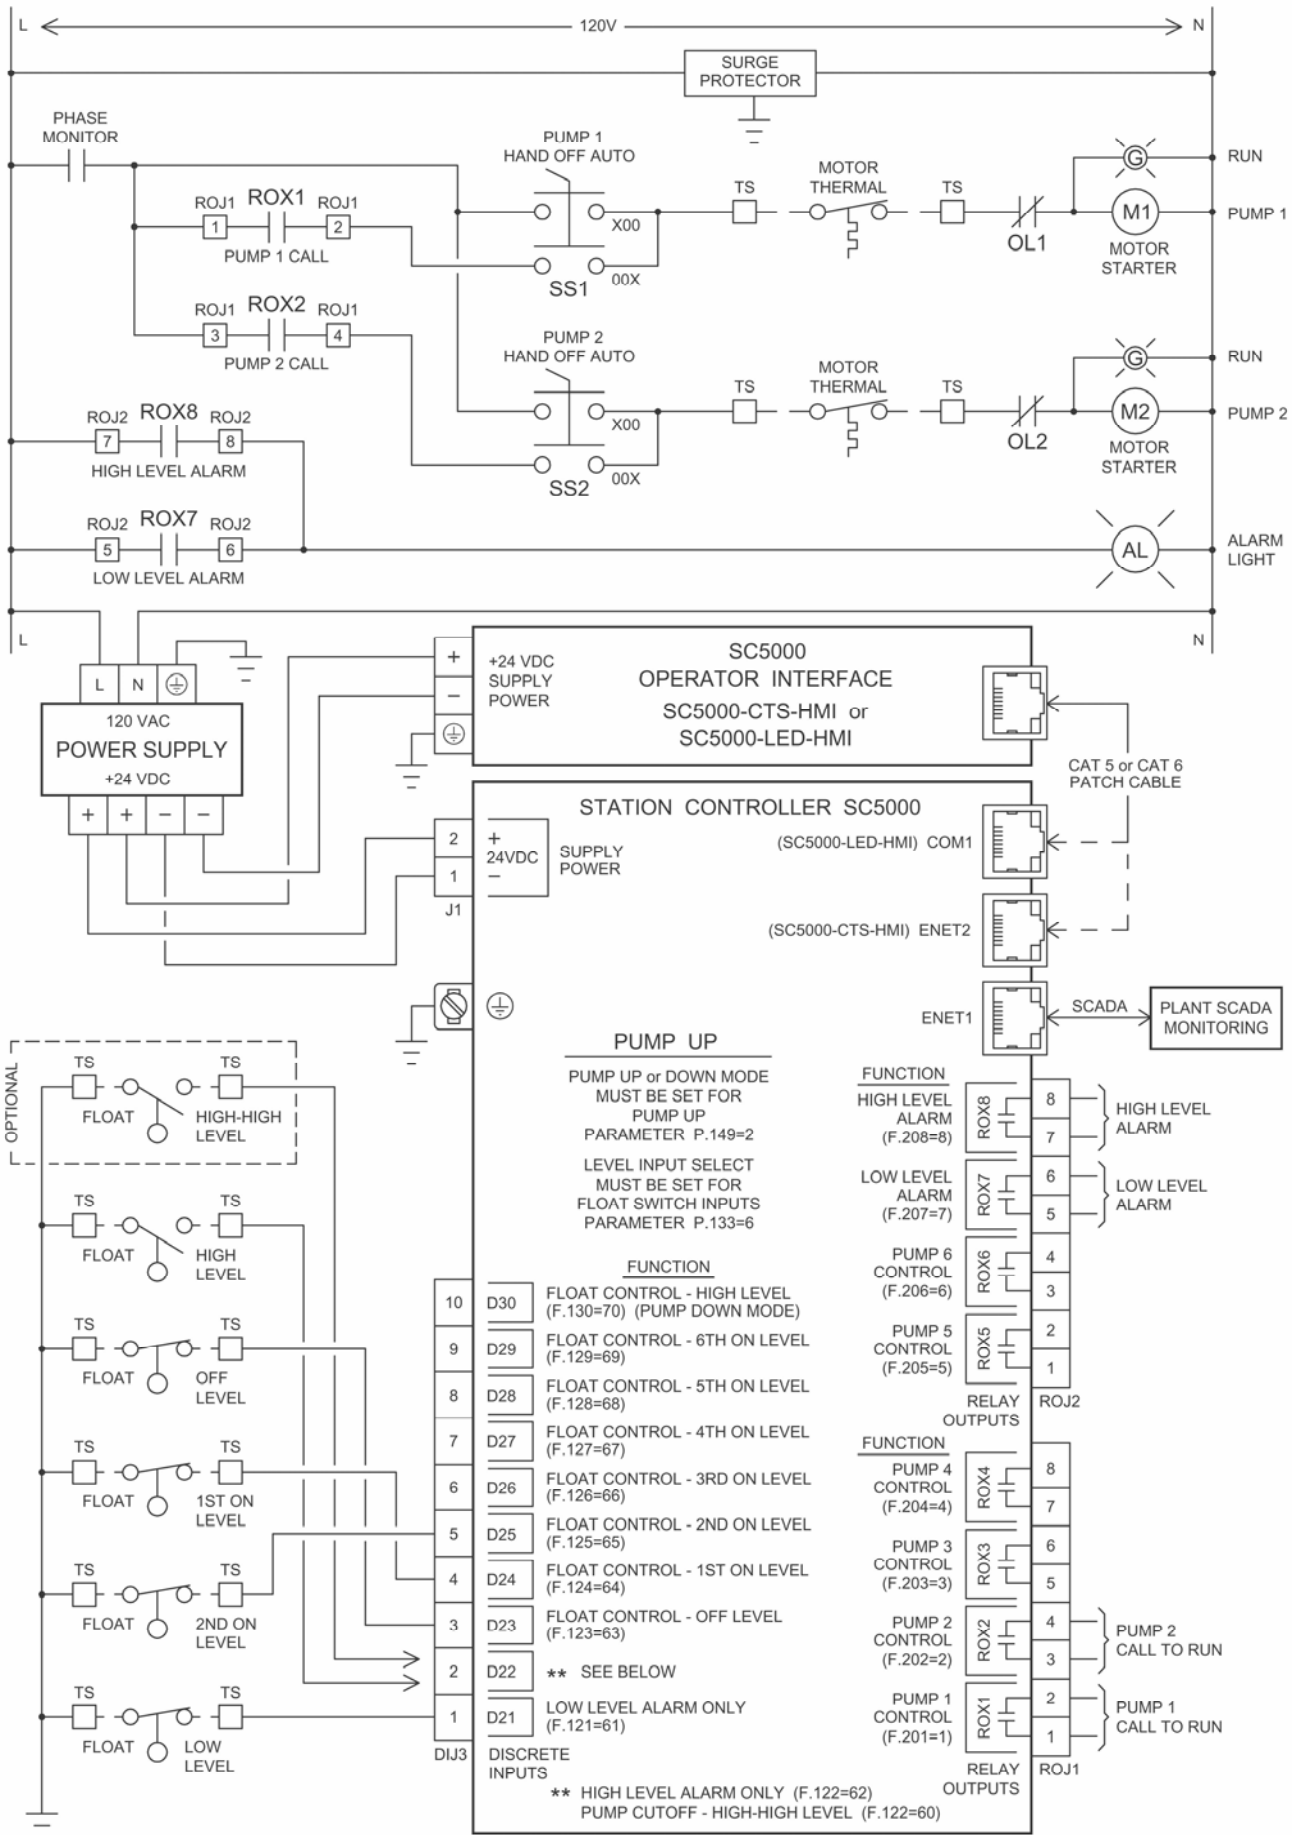 L
120V
N
SURGE
PROTECTOR
PHASE
MONITOR
PUMP 1
HAND OFF AUTO
MOTOR
THERMAL
G
RUN
ROJ1
ROX1
ROJ1
1
2
PUMP 1 CALL
X00
00X
SS1
TS
TS
OL1
M1
PUMP 1
MOTOR
STARTER
ROJ1
ROX2
ROJ1
3
4
PUMP 2 CALL
PUMP 2
HAND OFF AUTO
MOTOR
THERMAL
G
RUN
X00
00X
SS2
TS
TS
OL2
M2
PUMP 2
MOTOR
STARTER
ROJ2
ROX8
ROJ2
7
8
HIGH LEVEL ALARM
ROJ2
ROX7
ROJ2
5
6
LOW LEVEL ALARM
AL
ALARM
LIGHT
L
N
L
N
120 VAC
POWER SUPPLY
+24 VDC
+
+
−
−
+
−
+24 VDC
SUPPLY
POWER
SC5000
OPERATOR INTERFACE
SC5000-CTS-HMI or
SC5000-LED-HMI
CAT 5 or CAT 6
PATCH CABLE
STATION CONTROLLER SC5000
2
1
J1
+
24VDC
−
SUPPLY
POWER
(SC5000-LED-HMI) COM1
(SC5000-CTS-HMI) ENET2
ENET1
SCADA
PLANT SCADA
MONITORING
PUMP UP
PUMP UP or DOWN MODE
MUST BE SET FOR
PUMP UP
PARAMETER P.149=2
LEVEL INPUT SELECT
MUST BE SET FOR
FLOAT SWITCH INPUTS
PARAMETER P.133=6
OPTIONAL
TS
TS
FLOAT
HIGH-HIGH
LEVEL
TS
TS
FLOAT
HIGH
LEVEL
TS
TS
FLOAT
OFF
LEVEL
TS
TS
FLOAT
1ST ON
LEVEL
TS
TS
FLOAT
2ND ON
LEVEL
TS
TS
FLOAT
LOW
LEVEL
FUNCTION
10
D30
FLOAT CONTROL - HIGH LEVEL
(F.130=70) (PUMP DOWN MODE)
9
D29
FLOAT CONTROL - 6TH ON LEVEL
(F.129=69)
8
D28
FLOAT CONTROL - 5TH ON LEVEL
(F.128=68)
7
D27
FLOAT CONTROL - 4TH ON LEVEL
(F.127=67)
6
D26
FLOAT CONTROL - 3RD ON LEVEL
(F.126=66)
5
D25
FLOAT CONTROL - 2ND ON LEVEL
(F.125=65)
4
D24
FLOAT CONTROL - 1ST ON LEVEL
(F.124=64)
3
D23
FLOAT CONTROL - OFF LEVEL
(F.123=63)
2
D22
** SEE BELOW
1
D21
LOW LEVEL ALARM ONLY
(F.121=61)
DIJ3
DISCRETE
INPUTS
** HIGH LEVEL ALARM ONLY (F.122=62)
PUMP CUTOFF - HIGH-HIGH LEVEL (F.122=60)
FUNCTION
HIGH LEVEL
ALARM
(F.208=8)
ROX8
8
7
HIGH LEVEL
ALARM
LOW LEVEL
ALARM
(F.207=7)
ROX7
6
5
LOW LEVEL
ALARM
PUMP 6
CONTROL
(F.206=6)
ROX6
4
3
PUMP 5
CONTROL
(F.205=5)
ROX5
2
1
RELAY
OUTPUTS
ROJ2
FUNCTION
PUMP 4
CONTROL
(F.204=4)
ROX4
8
7
PUMP 3
CONTROL
(F.203=3)
ROX3
6
5
PUMP 2
CONTROL
(F.202=2)
ROX2
4
3
PUMP 2
CALL TO RUN
PUMP 1
CONTROL
(F.201=1)
ROX1
2
1
PUMP 1
CALL TO RUN
RELAY
OUTPUTS
ROJ1